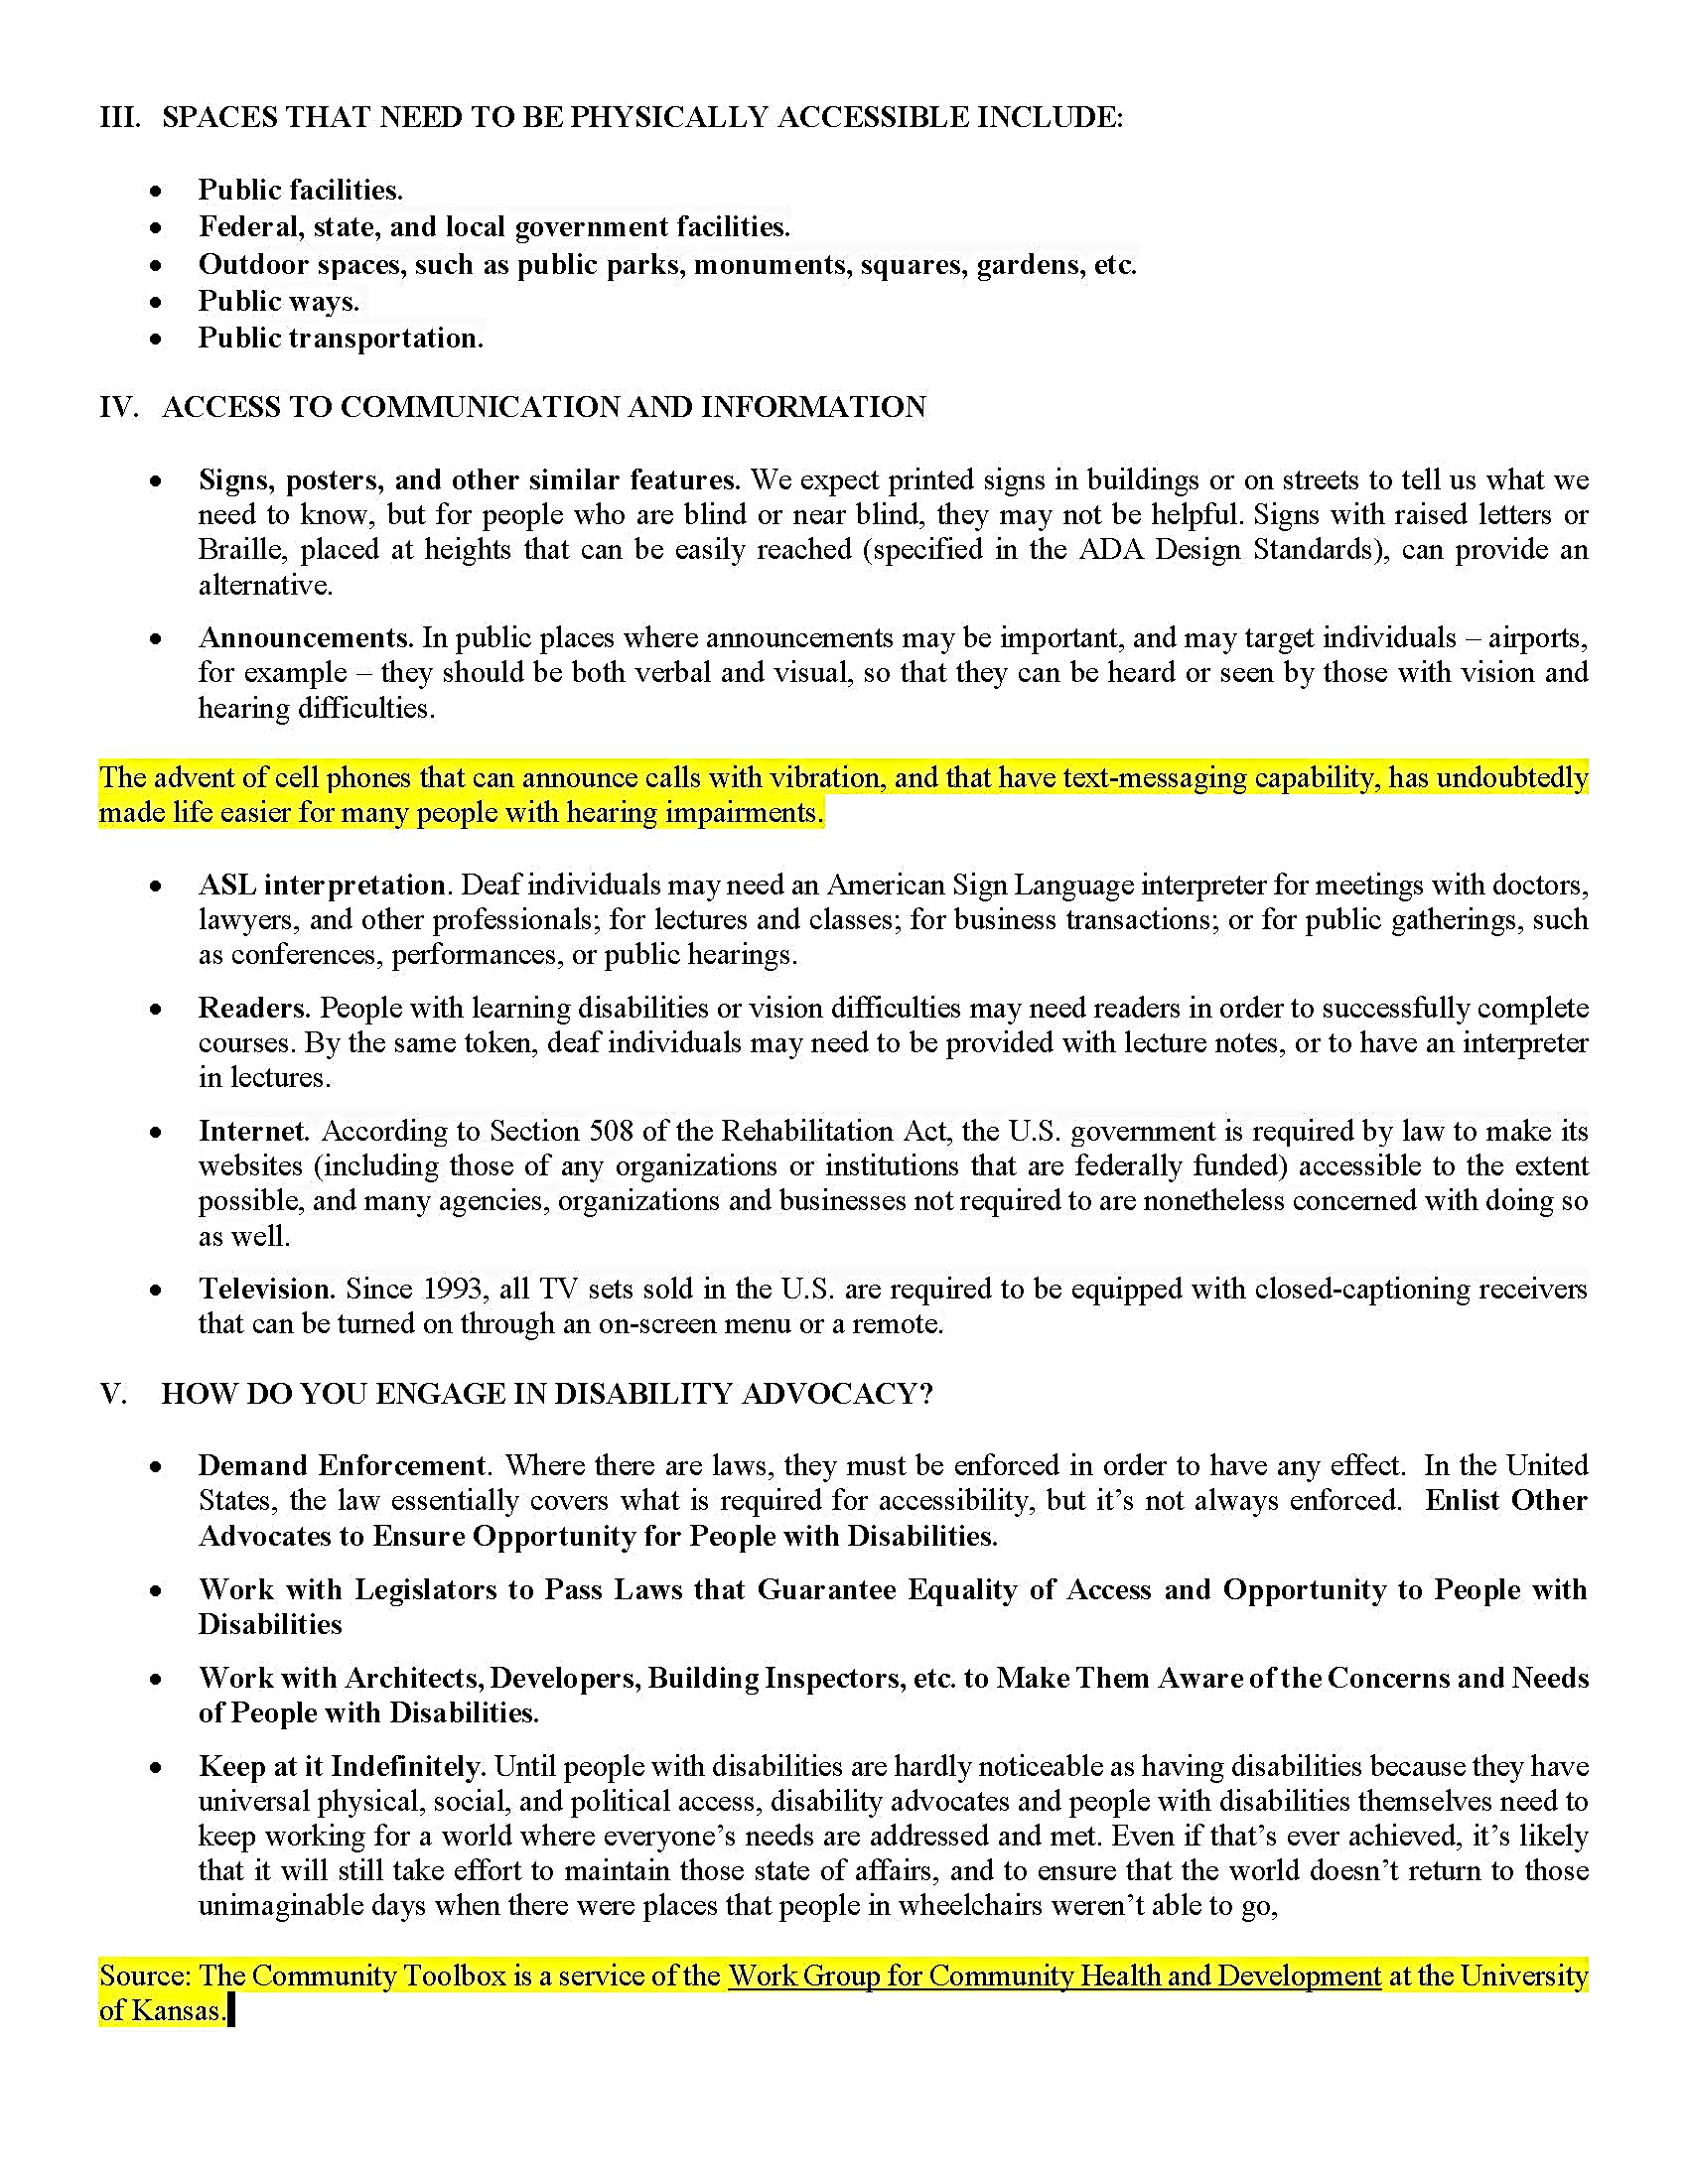 III. SPACES THAT NEED TO BE PHYSICALLY ACCESSIBLE INCLUDE:
• Public facilities.
• Federal, state, and local government facilities.
• Outdoor spaces, such as public parks, monuments, squares, gardens, etc.
• Public ways.
• Public transportation.
IV. ACCESS TO COMMUNICATION AND INFORMATION
• Signs, posters, and other similar features. We expect printed signs in buildings or on streets to tell us what we
need to know, but for people who are blind or near blind, they may not be helpful. Signs with raised letters or
Braille, placed at heights that can be easily reached (specified in the ADA Design Standards), can provide an
alternative.
• Announcements. In public places where announcements may be important, and may target individuals – airports,
for example – they should be both verbal and visual, so that they can be heard or seen by those with vision and
hearing difficulties.
The advent of cell phones that can announce calls with vibration, and that have text-messaging capability, has undoubtedly
made life easier for many people with hearing impairments.
• ASL interpretation. Deaf individuals may need an American Sign Language interpreter for meetings with doctors,
lawyers, and other professionals; for lectures and classes; for business transactions; or for public gatherings, such
as conferences, performances, or public hearings.
• Readers. People with learning disabilities or vision difficulties may need readers in order to successfully complete
courses. By the same token, deaf individuals may need to be provided with lecture notes, or to have an interpreter
in lectures.
• Internet. According to Section 508 of the Rehabilitation Act, the U.S. government is required by law to make its
websites (including those of any organizations or institutions that are federally funded) accessible to the extent
possible, and many agencies, organizations and businesses not required to are nonetheless concerned with doing so
as well.
• Television. Since 1993, all TV sets sold in the U.S. are required to be equipped with closed-captioning receivers
that can be turned on through an on-screen menu or a remote.
V. HOW DO YOU ENGAGE IN DISABILITY ADVOCACY?
• Demand Enforcement. Where there are laws, they must be enforced in order to have any effect. In the United
States, the law essentially covers what is required for accessibility, but it's not always enforced. Enlist Other
Advocates to Ensure Opportunity for People with Disabilities.
• Work with Legislators to Pass Laws that Guarantee Equality of Access and Opportunity to People with
Disabilities
• Work with Architects, Developers, Building Inspectors, etc. to Make Them Aware of the Concerns and Needs
of People with Disabilities.
• Keep at it Indefinitely. Until people with disabilities are hardly noticeable as having disabilities because they have
universal physical, social, and political access, disability advocates and people with disabilities themselves need to
keep working for a world where everyone's needs are addressed and met. Even if that's ever achieved, it's likely
that it will still take effort to maintain those state of affairs, and to ensure that the world doesn't return to those
unimaginable days when there were places that people in wheelchairs weren't able to go,
Source: The Community Toolbox is a service of the Work Group for Community Health and Development at the University
of Kansas.